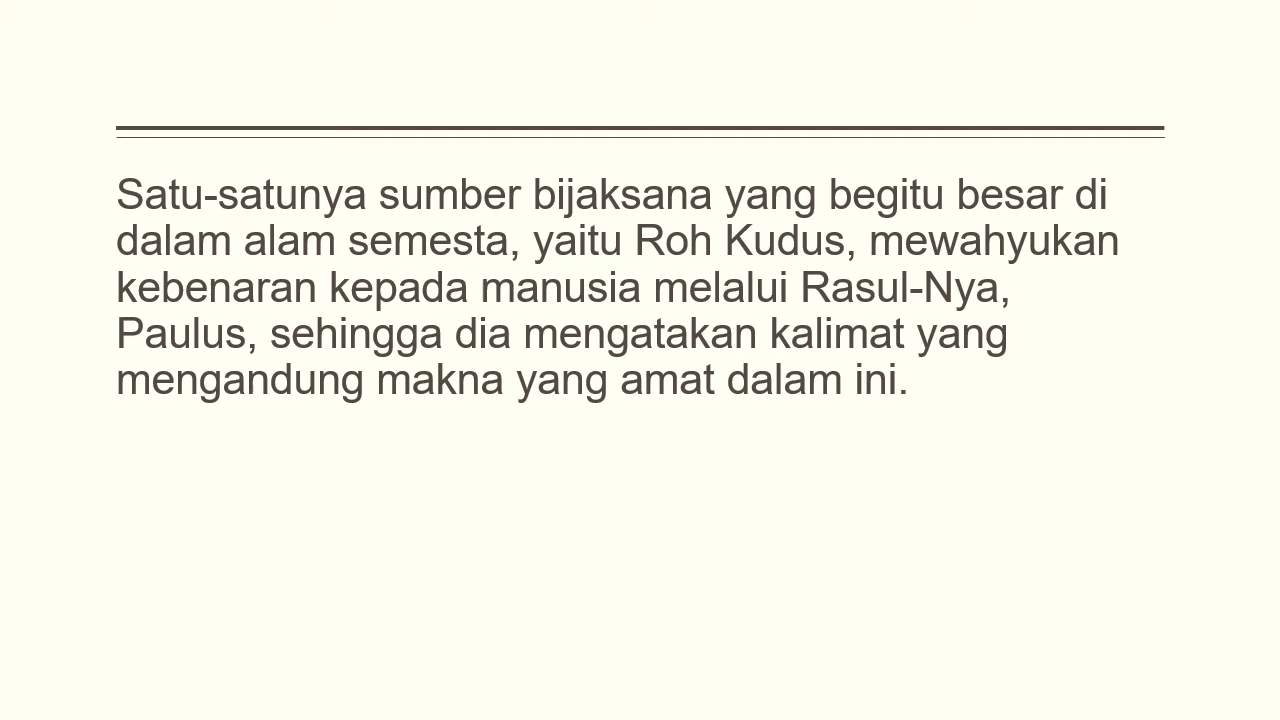 Satu-satunya sumber bijaksana yang begitu besar di
dalam alam semesta, yaitu Roh Kudus, mewahyukan
kebenaran kepada manusia melalui Rasul-Nya,
Paulus, sehingga dia mengatakan kalimat yang
mengandung makna yang amat dalam ini.